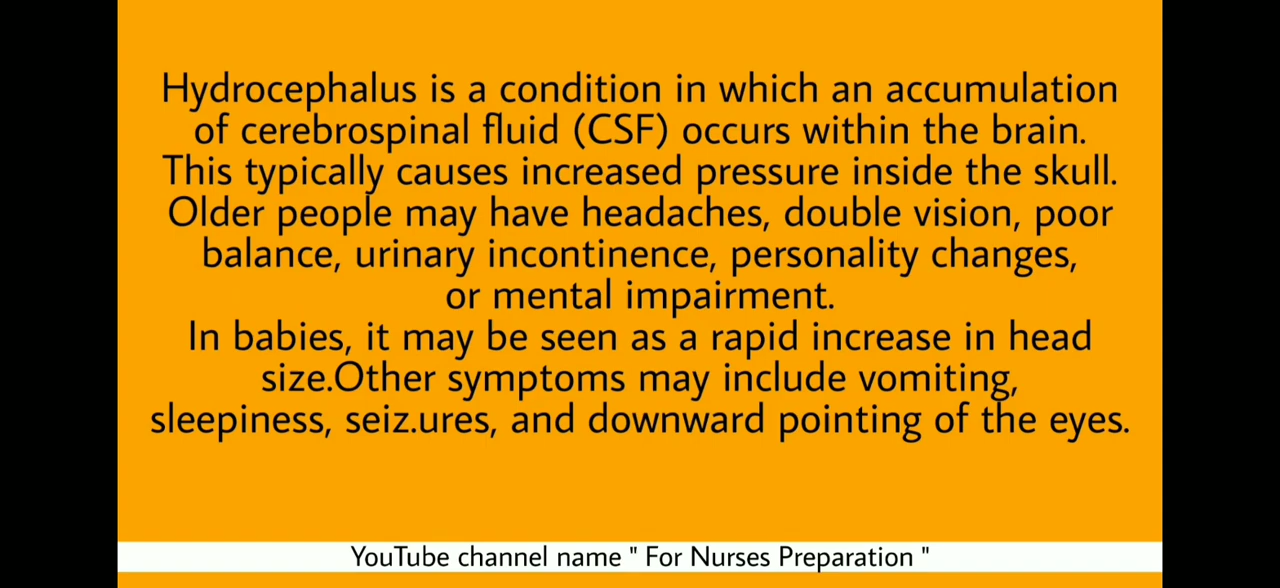 Hydrocephalus is a condition in which an accumulation
of cerebrospinal fluid (CSF) occurs within the brain.
This typically causes increased pressure inside the skull.
Older people may have headaches, double vision, poor
balance, urinary incontinence, personality changes,
or mental impairment.
In babies, it may be seen as a rapid increase in head
size.Other symptoms may include vomiting,
sleepiness, seiz.ures, and downward pointing of the eyes.
YouTube channel name " For Nurses Preparation "